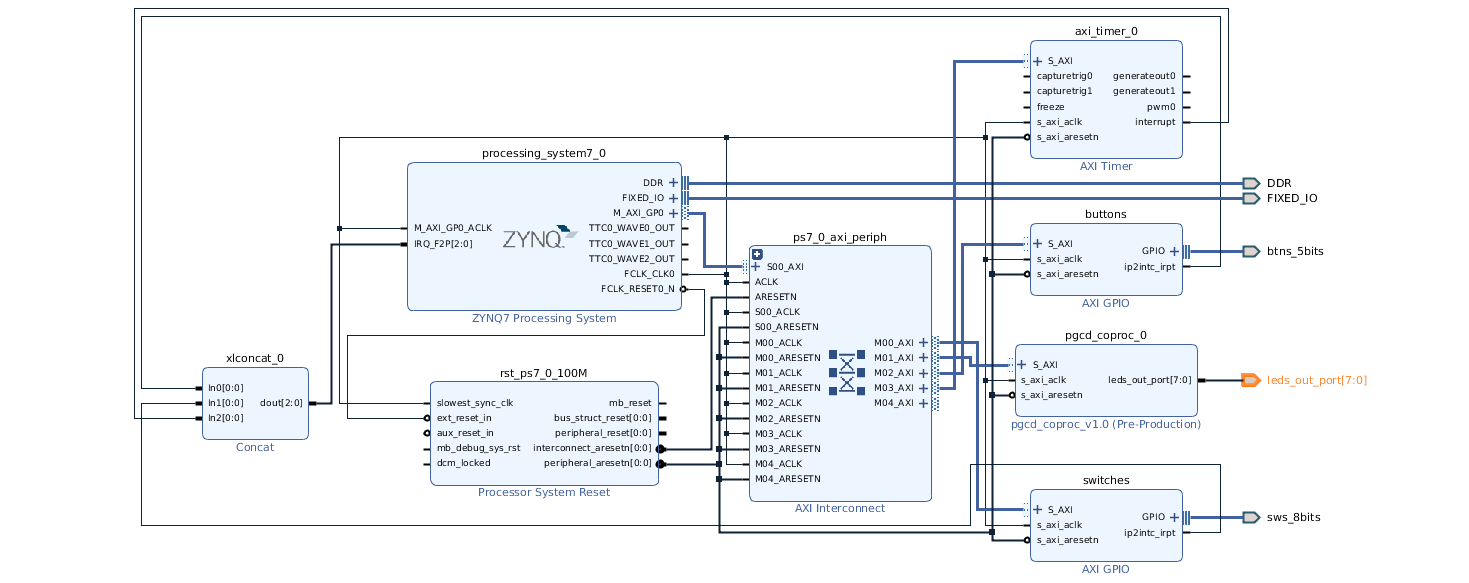 axi_timer_0
S_AXI
capturetrig0
capturetrig1
freeze
s_axi_aclk
s_axi_aresetn
generateout0
generateout1
pwm0
interrupt
AXI Timer
processing_system7_0
M_AXI_GP0_ACLK
IRQ_F2P[2:0]
ZYNQ
DDR
FIXED_IO
M_AXI_GP0
TTC0_WAVE0_OUT
TTC0_WAVE1_OUT
TTC0_WAVE2_OUT
FCLK_CLK0
FCLK_RESET0_N
ZYNQ7 Processing System
DDR
FIXED_IO
buttons
S_AXI
s_axi_aclk
s_axi_aresetn
GPIO
ip2intc_irpt
AXI GPIO
btns_5bits
ps7_0_axi_periph
S00_AXI
ACLK
ARESETN
S00_ACLK
S00_ARESETN
M00_ACLK
M00_ARESETN
M01_ACLK
M01_ARESETN
M02_ACLK
M02_ARESETN
M03_ACLK
M03_ARESETN
M04_ACLK
M04_ARESETN
M00_AXI
M01_AXI
M02_AXI
M03_AXI
M04_AXI
AXI Interconnect
xlconcat_0
In0[0:0]
In1[0:0]
In2[0:0]
dout[2:0]
Concat
rst_ps7_0_100M
slowest_sync_clk
ext_reset_in
aux_reset_in
mb_debug_sys_rst
dcm_locked
mb_reset
bus_struct_reset[0:0]
peripheral_reset[0:0]
interconnect_aresetn[0:0]
peripheral_aresetn[0:0]
Processor System Reset
pgcd_coproc_0
S_AXI
s_axi_aclk
s_axi_aresetn
leds_out_port[7:0]
pgcd_coproc_v1.0 (Pre-Production)
leds_out_port[7:0]
switches
S_AXI
s_axi_aclk
s_axi_aresetn
GPIO
ip2intc_irpt
AXI GPIO
sws_8bits